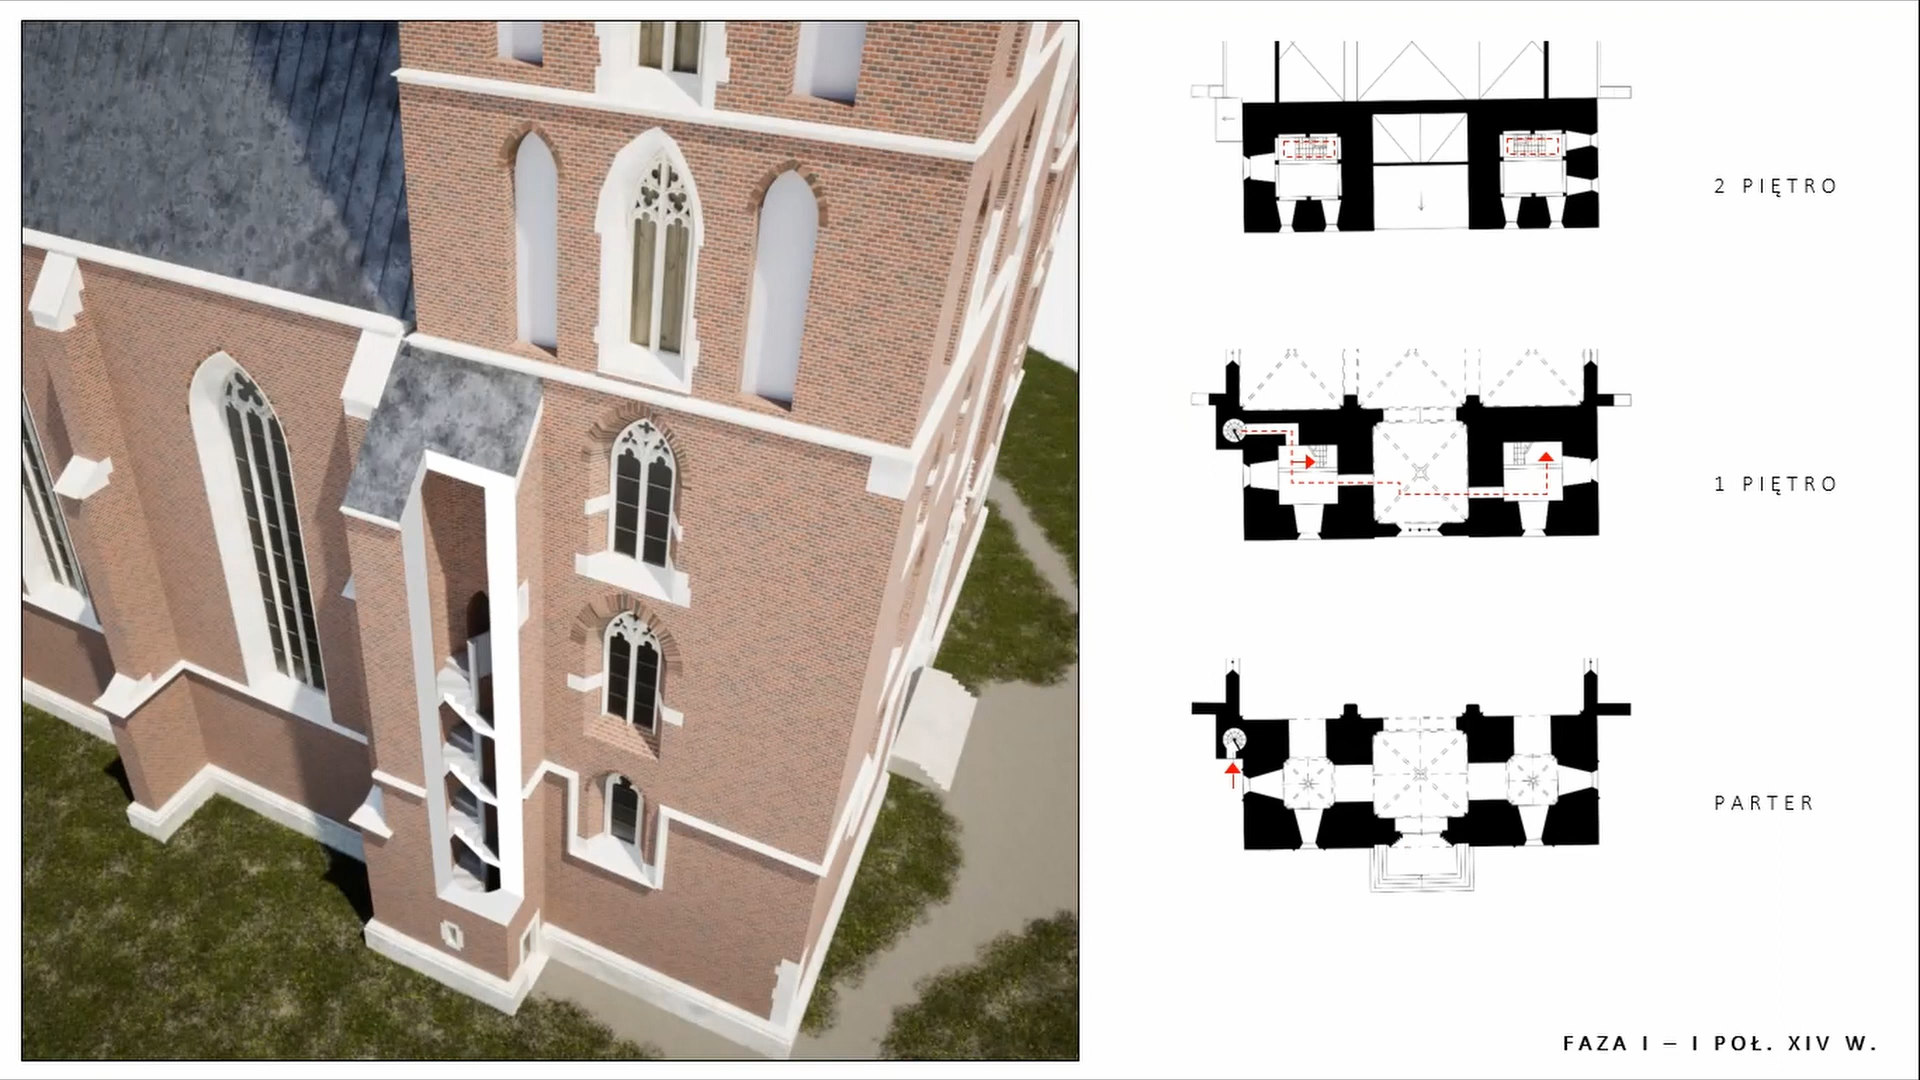 2 PIĘTRO
1 PIĘTRO
PARTER
FAZA I – I POŁ. XIV W.